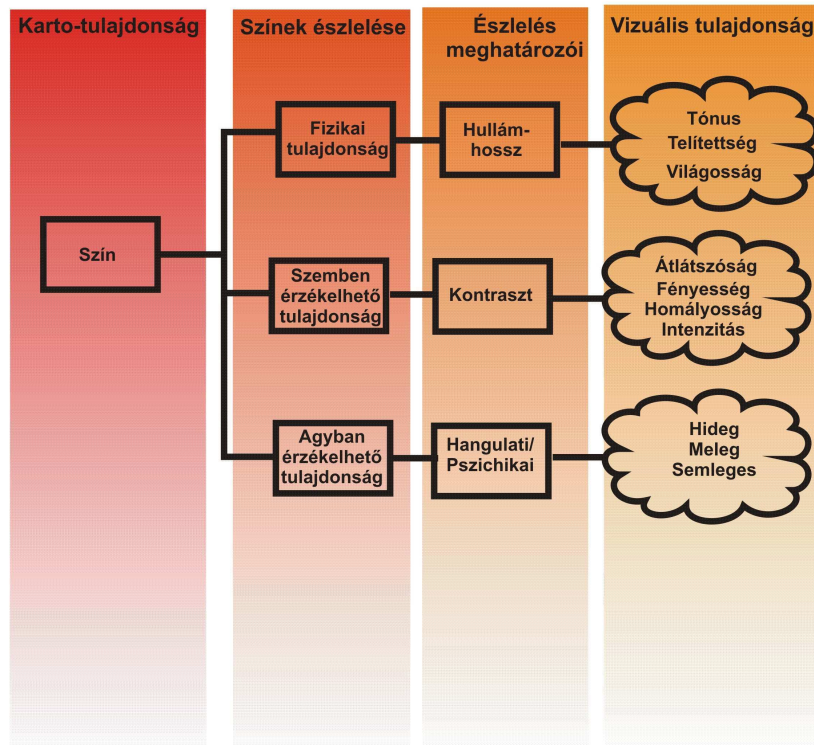 Karto-tulajdonság
Színek észlelése
Észlelés
meghatározói
Vizuális tulajdonság
Szín
Fizikai
tulajdonság
Hullám-
hossz
Tónus
Telítettség
Világosság
Szemben
érzékelhető
tulajdonság
Kontraszt
Átlátszóság
Fényesség
Homályosság
Intenzitás
Agyban
érzékelhető
tulajdonság
Hangulati/
Pszichikai
Hideg
Meleg
Semleges